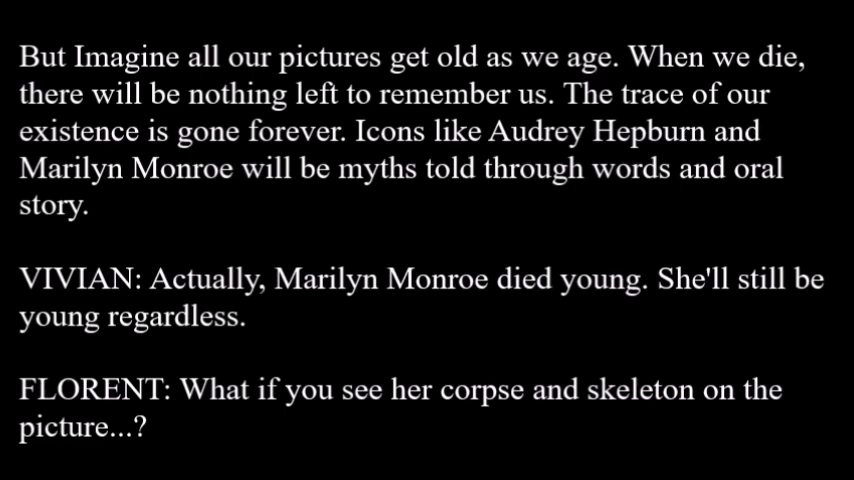 But Imagine all our pictures get old as we age. When we die,
there will be nothing left to remember us. The trace of our
existence is gone forever. Icons like Audrey Hepburn and
Marilyn Monroe will be myths told through words and oral
story.
VIVIAN: Actually, Marilyn Monroe died young. She'll still be
young regardless.
FLORENT: What if you see her corpse and skeleton on the
picture...?